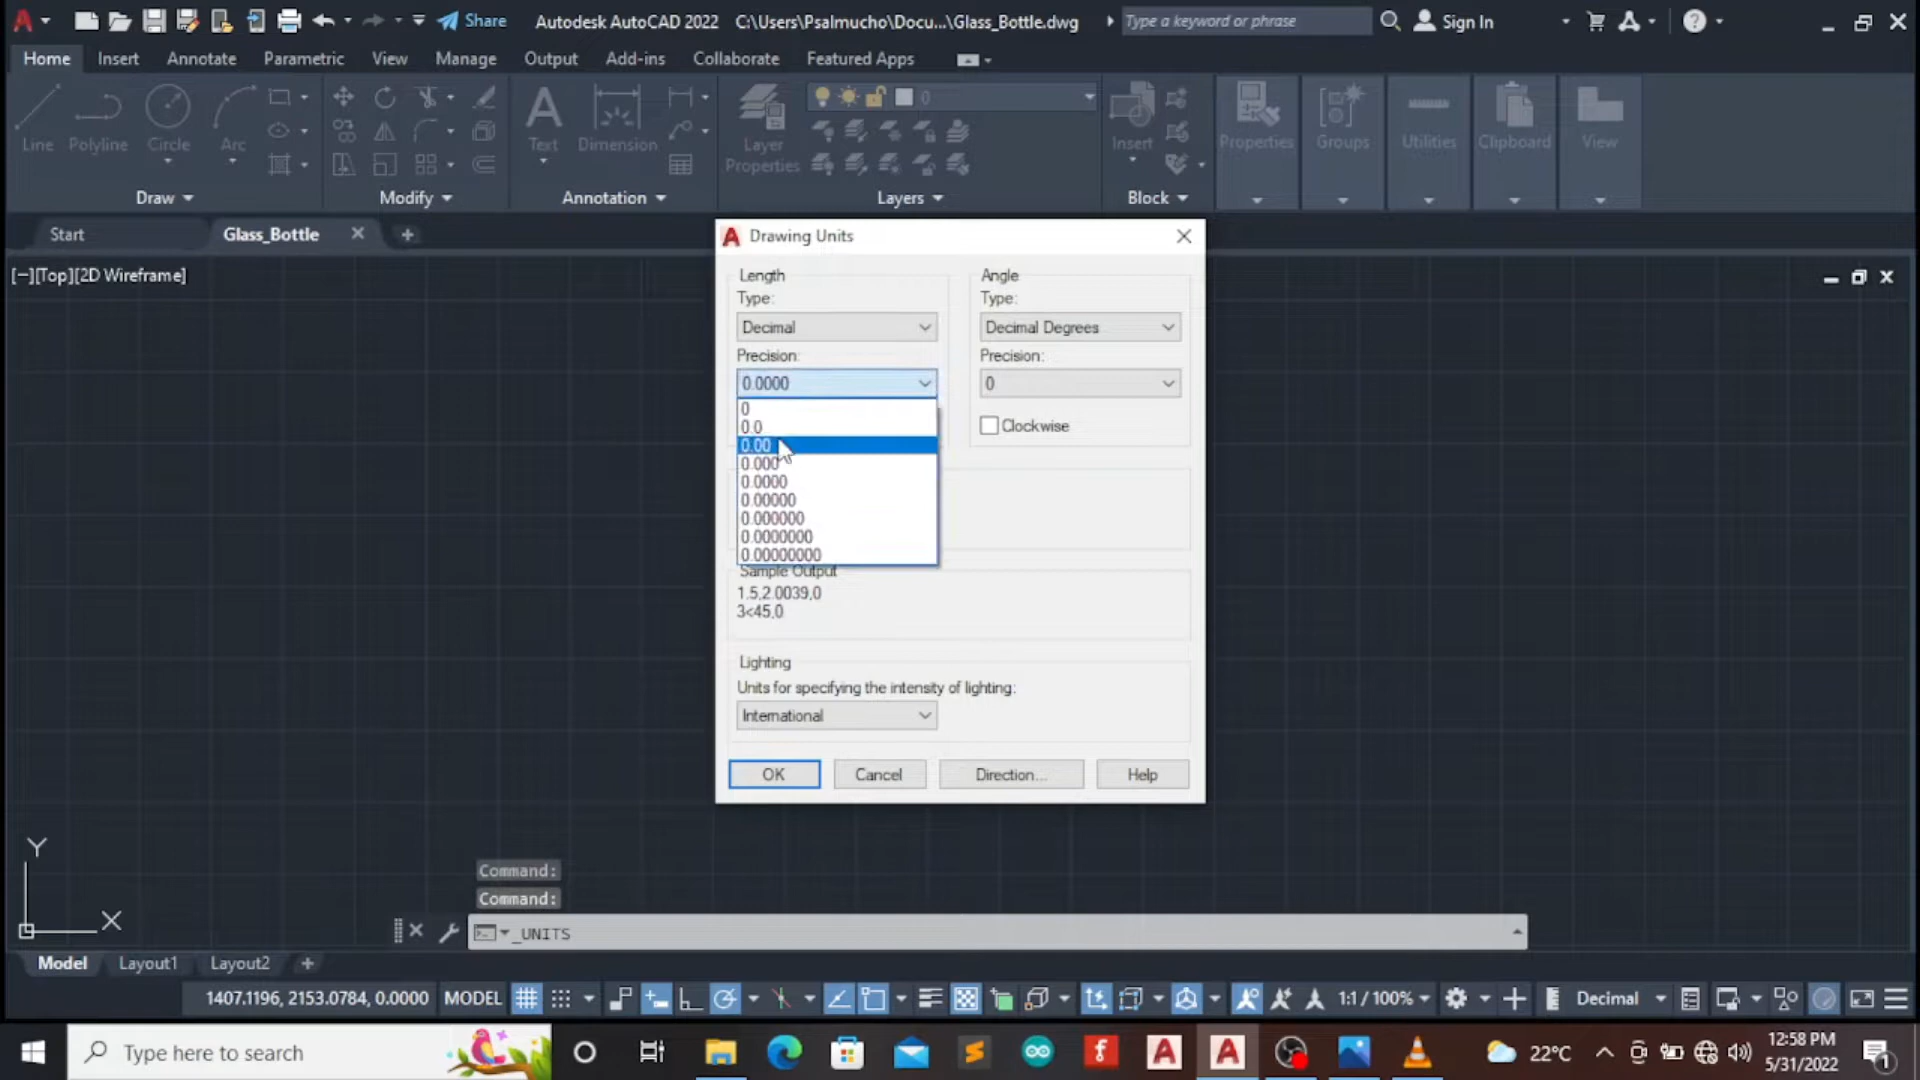 Share
Autodesk AutoCAD 2022 C:\Users\Psalmucho\Docu...\Glass_Bottle.dwg
Type a keyword or phrase
Sign In
Home Insert Annotate Parametric View Manage Output Add-ins Collaborate Featured Apps
0
Line Polyline Circle Arc
Text Dimension
Layer
Properties
Insert
Properties Groups Utilities Clipboard View
Draw Modify Annotation Layers Block
Start Glass_Bottle
Drawing Units
[−][Top][2D Wireframe]
Length
Type:
Decimal
Precision:
0.0000
0
0.0
0.00
0.000
0.0000
0.00000
0.000000
0.0000000
0.00000000
Angle
Type:
Decimal Degrees
Precision:
0
Clockwise
Sample Output
1.5,2.0039,0
3<45,0
Lighting
Units for specifying the intensity of lighting:
International
OK Cancel Direction... Help
Y
X
Command:
Command:
_UNITS
Model Layout1 Layout2
1407.1196, 2153.0784, 0.0000 MODEL
1:1 / 100%
Decimal
Type here to search
22°C
12:58 PM
5/31/2022
1